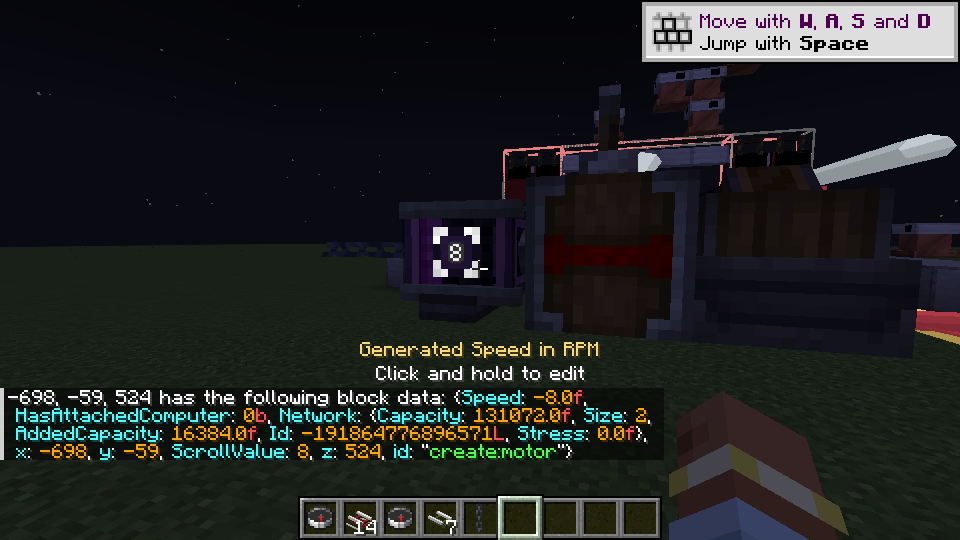 Move with W, A, S and D
Jump with Space
8
Generated Speed in RPM
Click and hold to edit
-698, -59, 524 has the following block data: {Speed: -8.0f,
HasAttachedComputer: 0b, Network: {Capacity: 131072.0f, Size: 2,
AddedCapacity: 16384.0f, Id: -191864776896571L, Stress: 0.0f},
x: -698, y: -59, ScrollValue: 8, z: 524, id: "create:motor"}
14
7